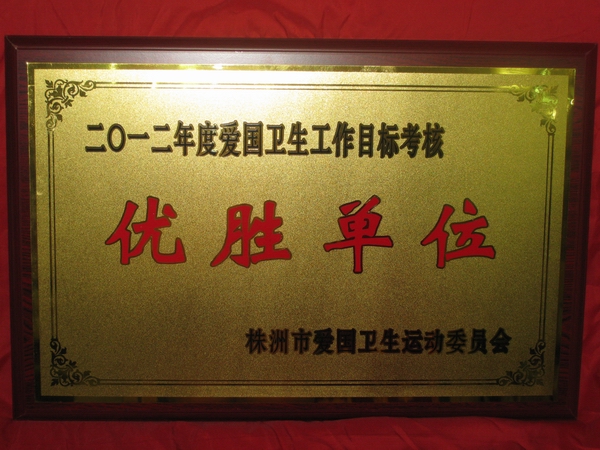 二〇一二年度爱国卫生工作目标考核
优胜单位
株洲市爱国卫生运动委员会